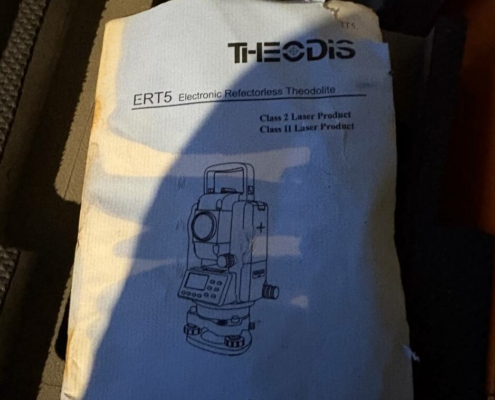 THEODIS
ERT5 Electronic Refectorless Theodolite
Class 2 Laser Product
Class II Laser Product